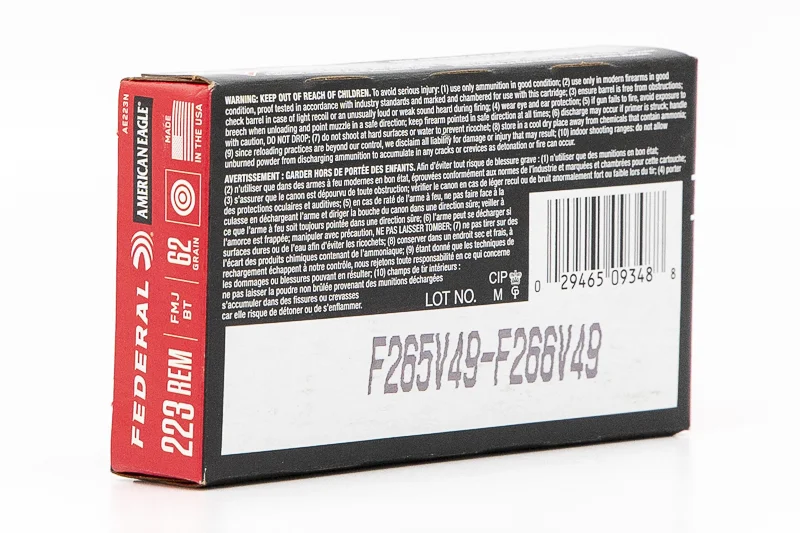 AE223N
AMERICAN EAGLE®
MADE
IN THE USA
FEDERAL
223 REM
FMJ
BT
62
GRAIN
WARNING: KEEP OUT OF REACH OF CHILDREN. To avoid serious injury: (1) use only ammunition in good condition; (2) use only in modern firearms in good
condition, proof tested in accordance with industry standards and marked and chambered for use with this cartridge; (3) ensure barrel is free from obstructions;
check barrel in case of light recoil or an unusually loud or weak sound heard during firing; (4) wear eye and ear protection; (5) if gun fails to fire, avoid exposure to
breech when unloading and point muzzle in a safe direction; keep firearm pointed in safe direction at all times; (6) discharge may occur if primer is struck; handle
with caution, DO NOT DROP; (7) do not shoot at hard surfaces or water to prevent ricochet; (8) store in a cool dry place away from chemicals that contain ammonia;
(9) since reloading practices are beyond our control, we disclaim all liability for damage or injury that may result; (10) indoor shooting ranges: do not allow
unburned powder from discharging ammunition to accumulate in any cracks or crevices as detonation or fire can occur.
AVERTISSEMENT : GARDER HORS DE PORTÉE DES ENFANTS. Afin d'éviter tout risque de blessure grave : (1) n'utilisez que des munitions en bon état;
(2) n'utiliser que dans des armes à feu modernes en bon état, éprouvées conformément aux normes de l'industrie et marquées et chambrées pour cette cartouche;
(3) s'assurer que le canon est dépourvu de toute obstruction; vérifier le canon en cas de léger recul ou de bruit anormalement fort ou faible lors du tir; (4) porter
des protections oculaires et auditives; (5) en cas de raté de l'arme à feu, ne pas faire face à la
culasse en déchargeant l'arme et diriger la bouche du canon dans une direction sûre; veiller à
ce que l'arme à feu soit toujours pointée dans une direction sûre; (6) l'arme peut se décharger si
l'amorce est frappée; manipuler avec précaution, NE PAS LAISSER TOMBER; (7) ne pas tirer sur des
surfaces dures ou de l'eau afin d'éviter les ricochets; (8) conserver dans un endroit sec et frais, à
l'écart des produits chimiques contenant de l'ammoniaque; (9) étant donné que les techniques de
rechargement échappent à notre contrôle, nous rejetons toute responsabilité en ce qui concerne
les dommages ou blessures pouvant en résulter; (10) champs de tir intérieurs :
ne pas laisser la poudre non brûlée provenant des munitions déchargées
s'accumuler dans des fissures ou crevasses
car elle risque de détoner ou de s'enflammer.
LOT NO.
CIP
M
0 29465 09348 8
F265V49-F266V49